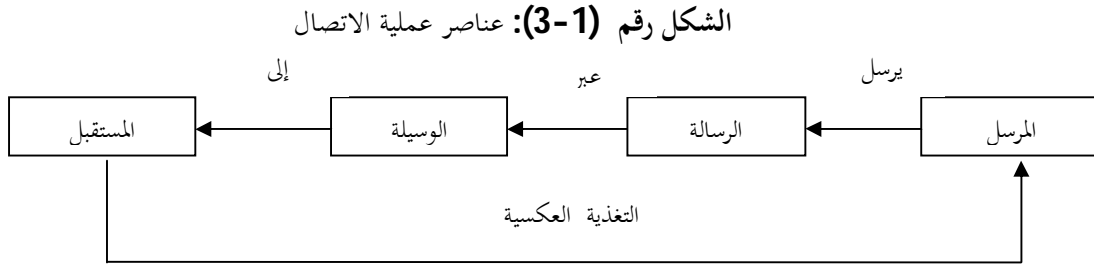 الشكل رقم (1-3): عناصر عملية الاتصال
يرسل عبر إلى
المرسل الرسالة الوسيلة المستقبل
التغذية العكسية